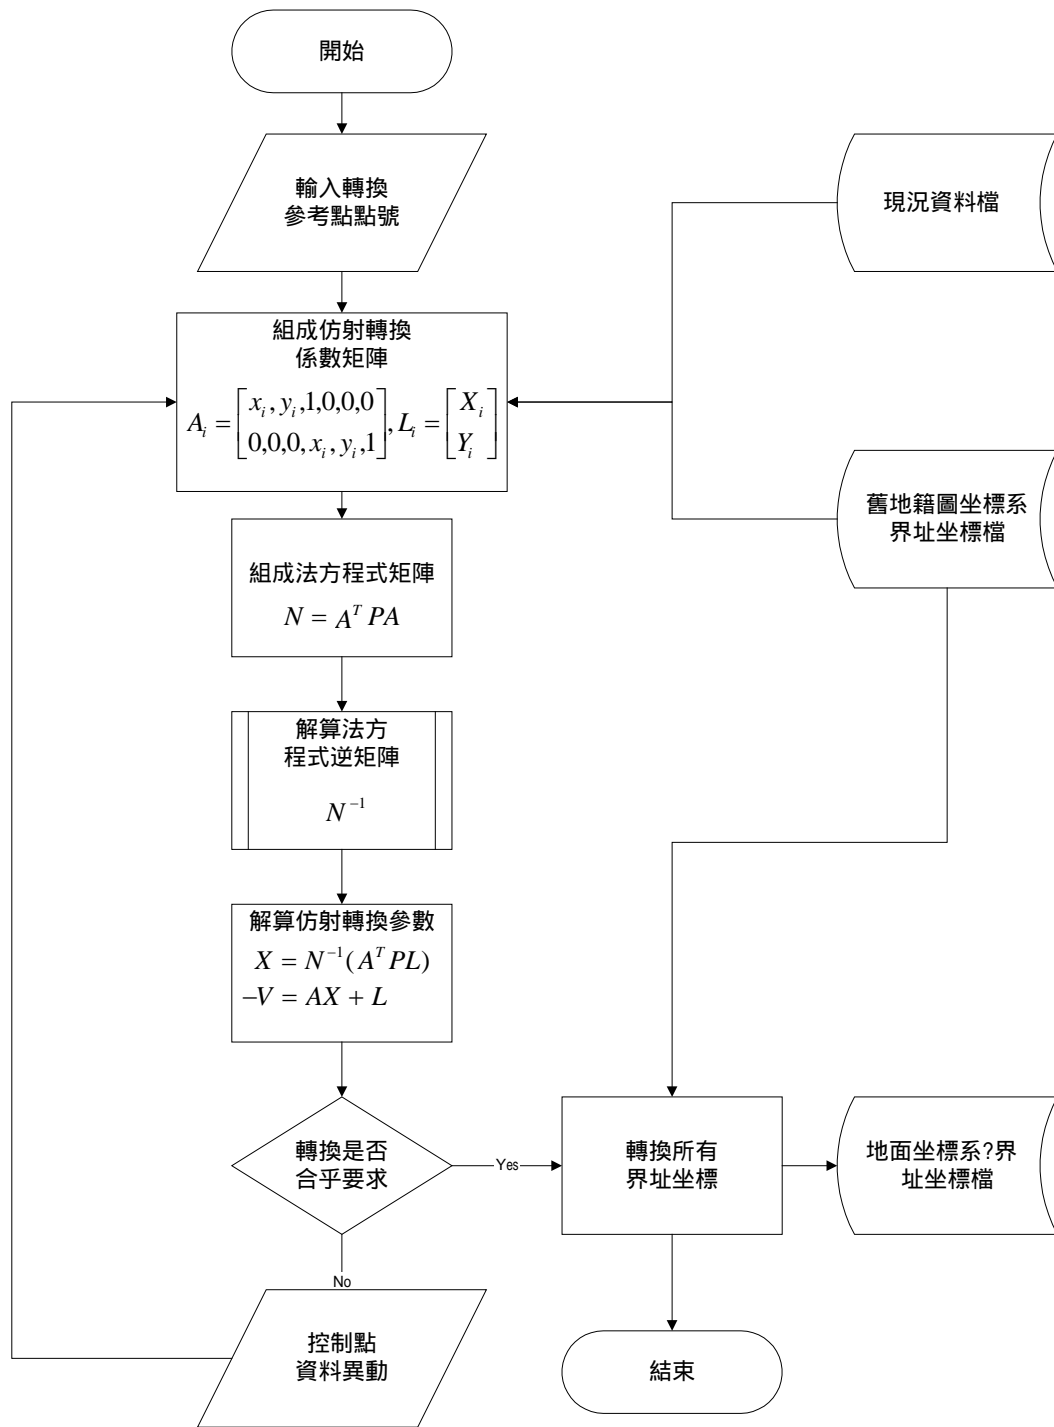 開始
輸入轉換
參考點點號
現況資料檔
組成仿射轉換
係數矩陣
A_i = [x_i, y_i,1,0,0,0
0,0,0, x_i, y_i,1], L_i = [X_i
Y_i]
舊地籍圖坐標系
界址坐標檔
組成法方程式矩陣
N = A^T PA
解算法方
程式逆矩陣
N^{-1}
解算仿射轉換參數
X = N^{-1}(A^T PL)
-V = AX + L
轉換是否
合乎要求
Yes
轉換所有
界址坐標
地面坐標系?界
址坐標檔
No
控制點
資料異動
結束